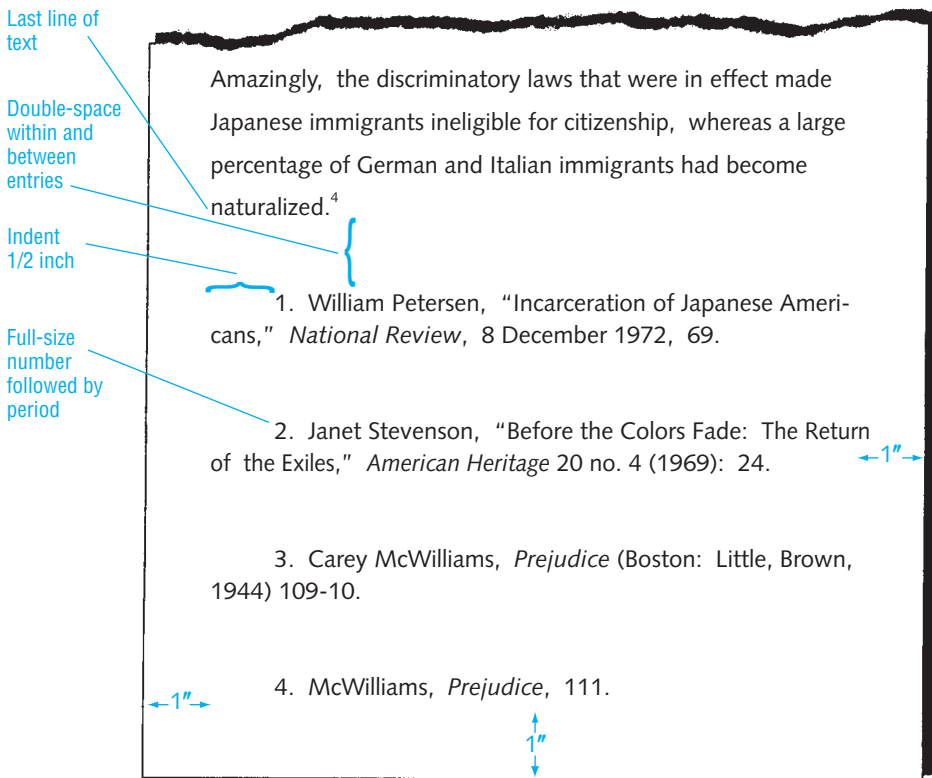 Last line of
text
Amazingly, the discriminatory laws that were in effect made
Double-space
within and
between
entries
Japanese immigrants ineligible for citizenship, whereas a large
percentage of German and Italian immigrants had become
naturalized.4
Indent
1/2 inch
1. William Petersen, “Incarceration of Japanese Ameri-
cans,” National Review, 8 December 1972, 69.
Full-size
number
followed by
period
2. Janet Stevenson, “Before the Colors Fade: The Return
of the Exiles,” American Heritage 20 no. 4 (1969): 24.
1"
3. Carey McWilliams, Prejudice (Boston: Little, Brown,
1944) 109-10.
4. McWilliams, Prejudice, 111.
1"
1"